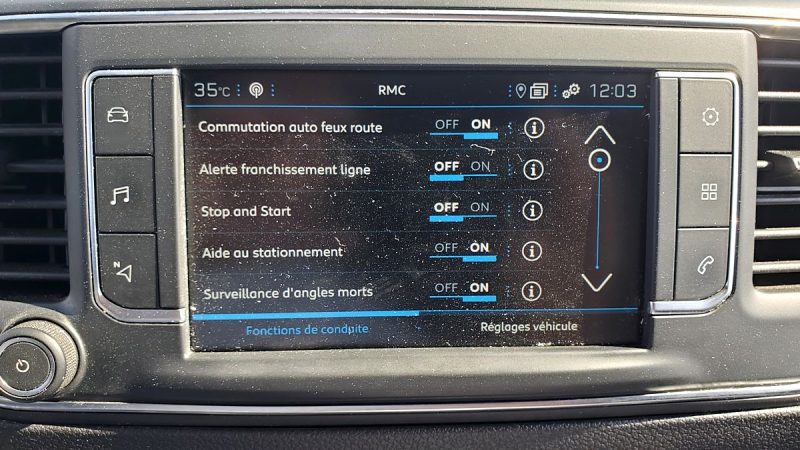 35°C RMC 12:03
Commutation auto feux route OFF ON
Alerte franchissement ligne OFF ON
Stop and Start OFF ON
Aide au stationnement OFF ON
Surveillance d'angles morts OFF ON
Fonctions de conduite Réglages véhicule
N